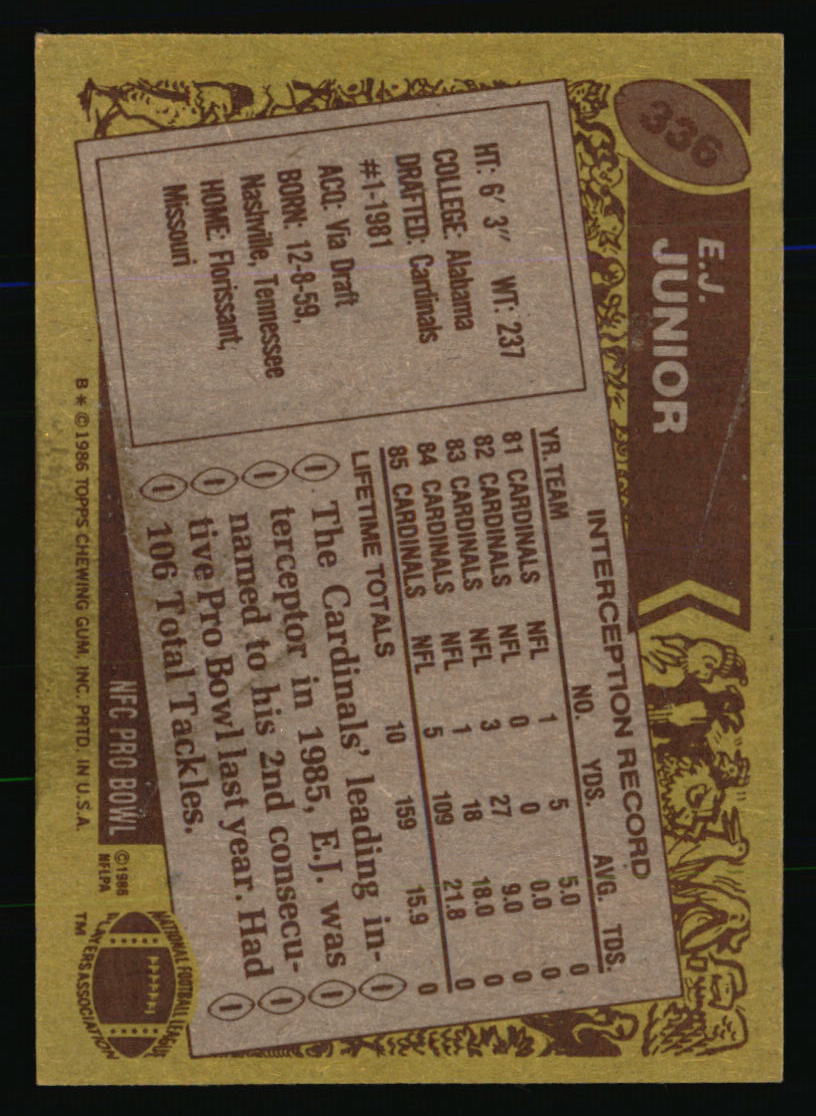 336
E.J.
JUNIOR
HT: 6' 3" WT: 237
COLLEGE: Alabama
DRAFTED: Cardinals
#1-1981
ACQ: Via Draft
BORN: 12-8-59,
Nashville, Tennessee
HOME: Florissant,
Missouri
INTERCEPTION RECORD
YR. TEAM NO. YDS. AVG. TDS.
81 CARDINALS NFL 1 5 5.0 0
82 CARDINALS NFL 0 0 0.0 0
83 CARDINALS NFL 3 27 9.0 0
84 CARDINALS NFL 1 18 18.0 0
85 CARDINALS NFL 5 109 21.8 0
LIFETIME TOTALS 10 159 15.9 0
The Cardinals' leading in-
terceptor in 1985, E.J. was
named to his 2nd consecu-
tive Pro Bowl last year. Had
106 Total Tackles.
NFC PRO BOWL
B * © 1986 TOPPS CHEWING GUM, INC. PRTD. IN U.S.A.
© 1986
NFLPA
NATIONAL FOOTBALL LEAGUE
PLAYERS ASSOCIATION
TM